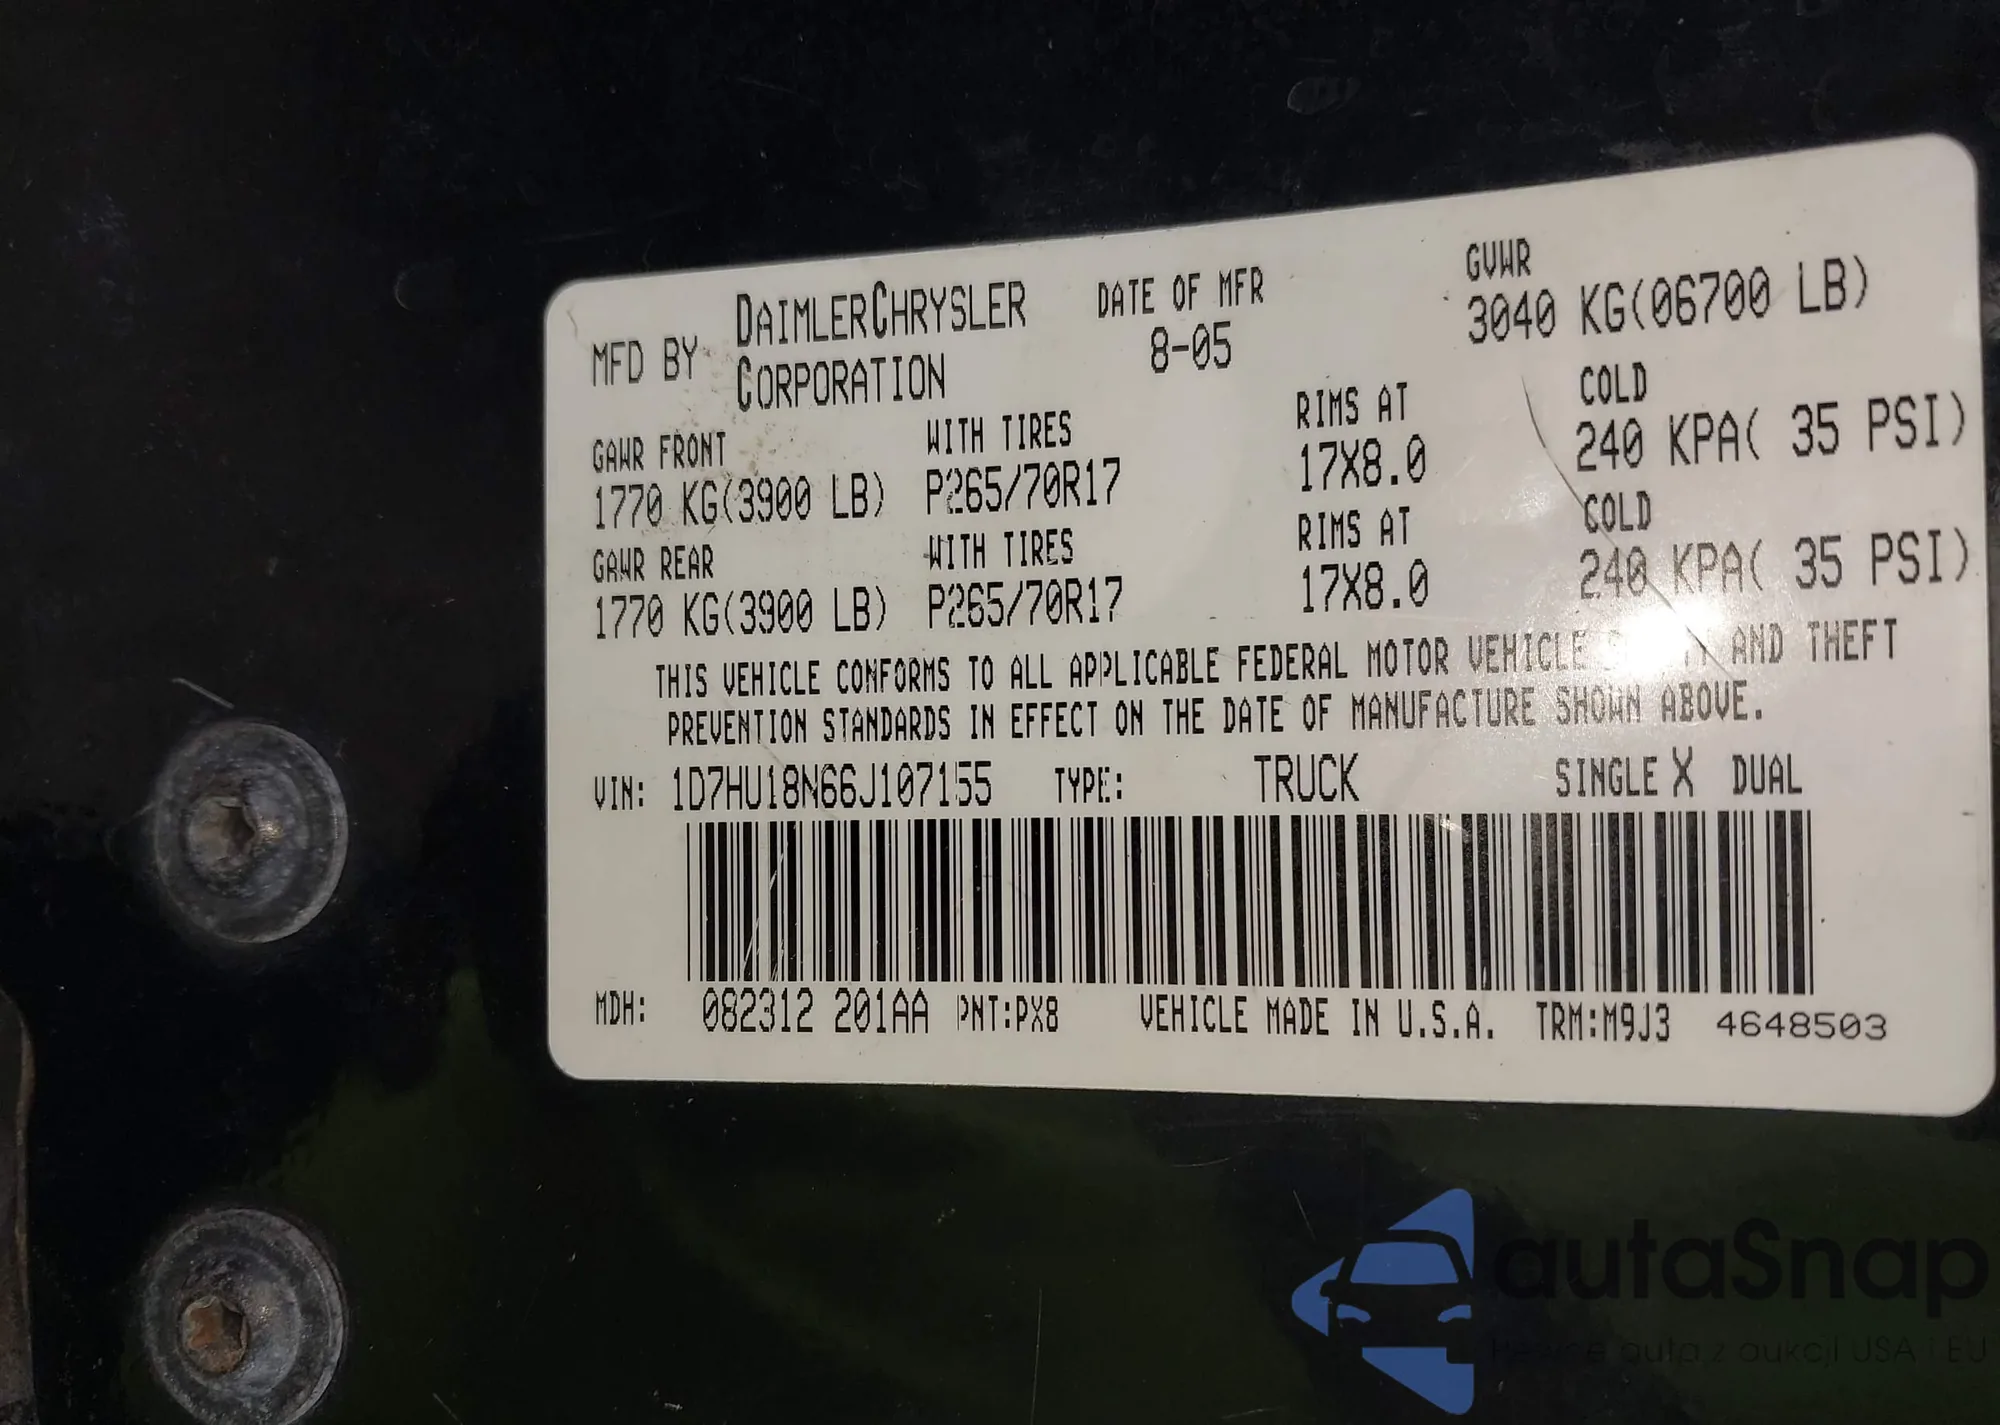 MFD BY DAIMLERCHRYSLER CORPORATION DATE OF MFR 8-05 GVWR 3040 KG(06700 LB)
GAWR FRONT WITH TIRES RIMS AT COLD
1770 KG(3900 LB) P265/70R17 17X8.0 240 KPA( 35 PSI)
GAWR REAR WITH TIRES RIMS AT COLD
1770 KG(3900 LB) P265/70R17 17X8.0 240 KPA( 35 PSI)
THIS VEHICLE CONFORMS TO ALL APPLICABLE FEDERAL MOTOR VEHICLE AND THEFT
PREVENTION STANDARDS IN EFFECT ON THE DATE OF MANUFACTURE SHOWN ABOVE.
VIN: 1D7HU18N66J107155 TYPE: TRUCK SINGLE X DUAL
MDH: 082312 201AA PNT:PX8 VEHICLE MADE IN U.S.A. TRM:M9J3 4648503
autaSnap
auta z aukcji USA i EU